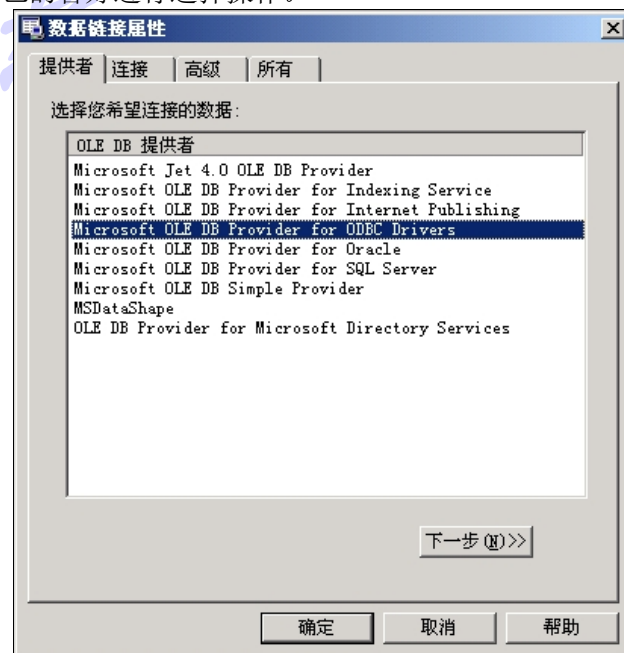 数据链接属性
提供者 连接 高级 所有
选择您希望连接的数据:
OLE DB 提供者
Microsoft Jet 4.0 OLE DB Provider
Microsoft OLE DB Provider for Indexing Service
Microsoft OLE DB Provider for Internet Publishing
Microsoft OLE DB Provider for ODBC Drivers
Microsoft OLE DB Provider for Oracle
Microsoft OLE DB Provider for SQL Server
Microsoft OLE DB Simple Provider
MSDataShape
OLE DB Provider for Microsoft Directory Services
下一步(N)>>
确定 取消 帮助